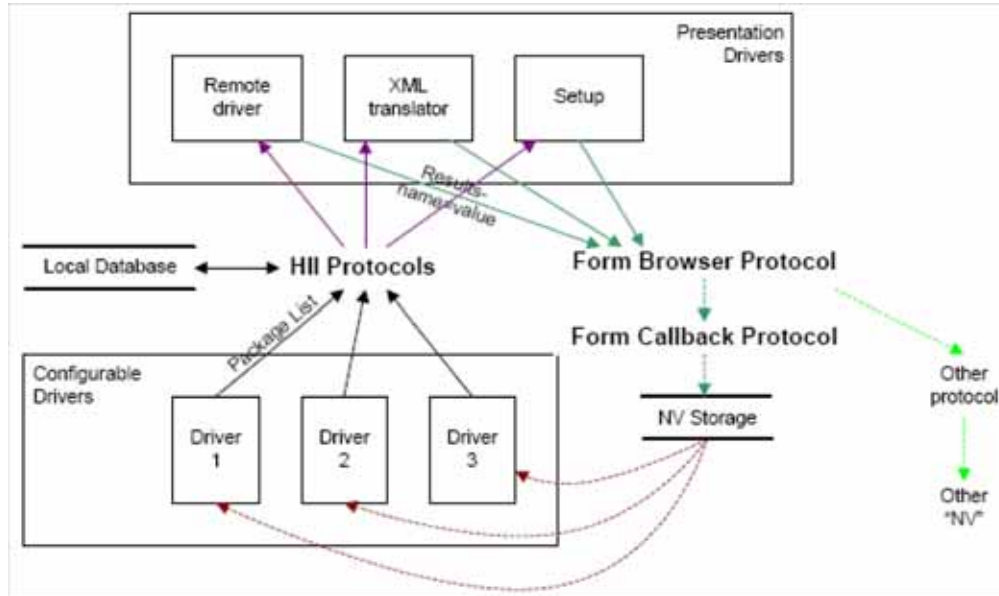 Presentation
Drivers
Remote
driver
XML
translator
Setup
Results-
name=value
Local Database
HII Protocols
Form Browser Protocol
Package List
Form Callback Protocol
Configurable
Drivers
Other
protocol
Driver
1
Driver
2
Driver
3
NV Storage
Other
“NV”